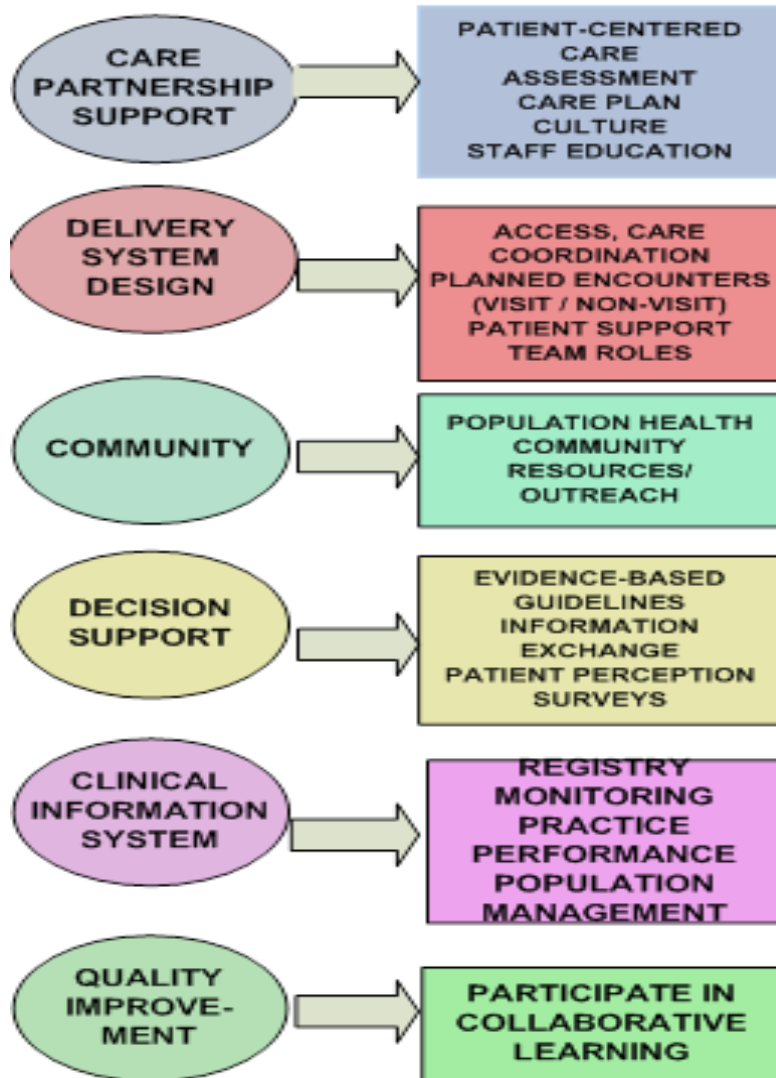 CARE
PARTNERSHIP
SUPPORT
PATIENT-CENTERED
CARE
ASSESSMENT
CARE PLAN
CULTURE
STAFF EDUCATION
DELIVERY
SYSTEM
DESIGN
ACCESS, CARE
COORDINATION
PLANNED ENCOUNTERS
(VISIT / NON-VISIT)
PATIENT SUPPORT
TEAM ROLES
COMMUNITY
POPULATION HEALTH
COMMUNITY
RESOURCES/
OUTREACH
DECISION
SUPPORT
EVIDENCE-BASED
GUIDELINES
INFORMATION
EXCHANGE
PATIENT PERCEPTION
SURVEYS
CLINICAL
INFORMATION
SYSTEM
REGISTRY
MONITORING
PRACTICE
PERFORMANCE
POPULATION
MANAGEMENT
QUALITY
IMPROVE-
MENT
PARTICIPATE IN
COLLABORATIVE
LEARNING